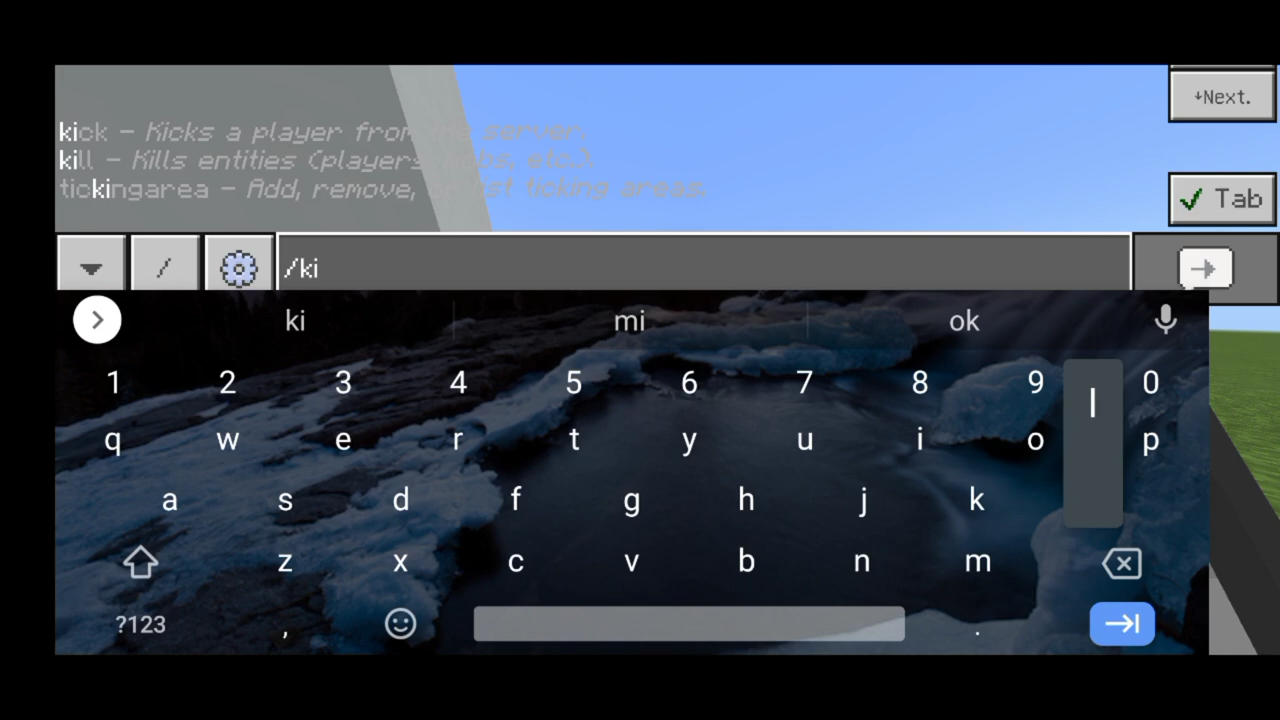 ↓Next.
kick - Kicks a player from the server.
kill - Kills entities (players, mobs, etc.).
tickingarea - Add, remove, or list ticking areas.
Tab
/
/ki
ki mi ok
1 2 3 4 5 6 7 8 9 0
l
q w e r t y u i o p
a s d f g h j k
z x c v b n m
?123 , .